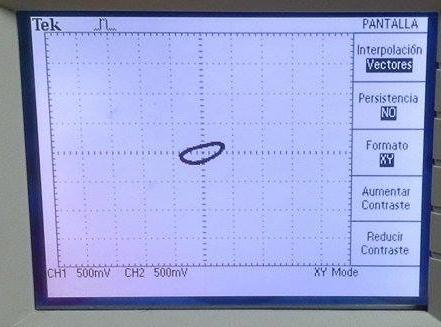 Tek
PANTALLA
Interpolación
Vectores
Persistencia
NO
Formato
XY
Aumentar
Contraste
Reducir
Contraste
CH1 500mV CH2 500mV XY Mode